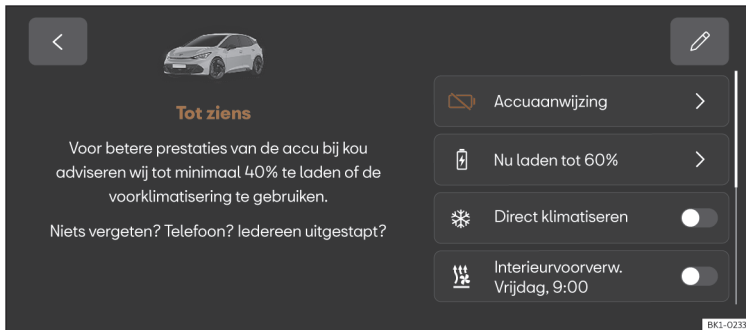 Tot ziens
Voor betere prestaties van de accu bij kou
adviseren wij tot minimaal 40% te laden of de
voorklimatisering te gebruiken.
Niets vergeten? Telefoon? Iedereen uitgestapt?
Accuaanwijzing
Nu laden tot 60%
Direct klimatiseren
Interieurvoorverw.
Vrijdag, 9:00
BK1-0233